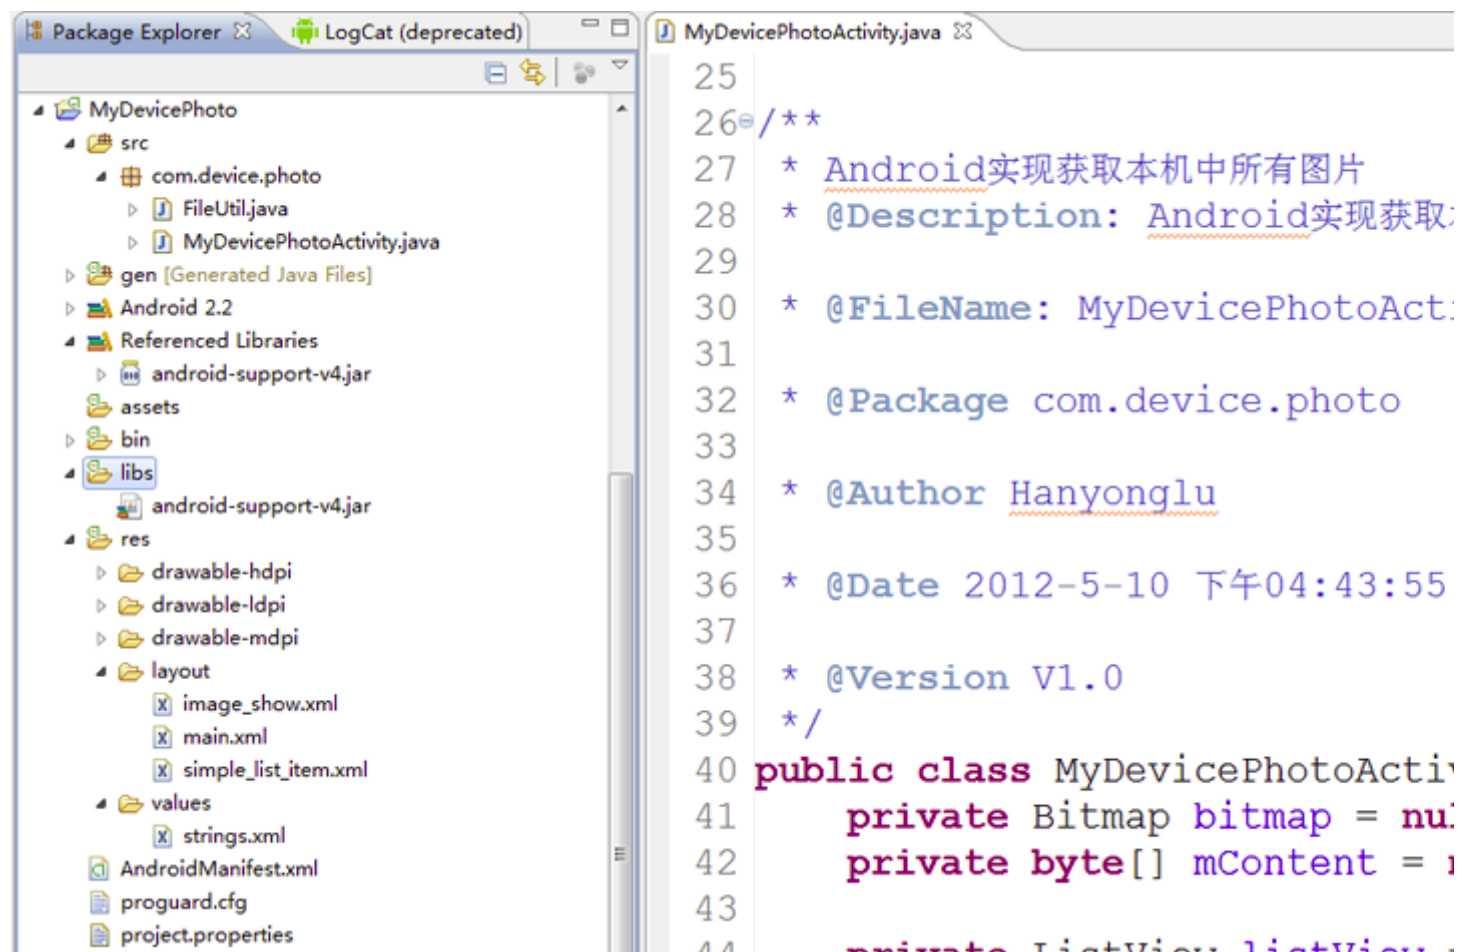 Package Explorer
LogCat (deprecated)
MyDevicePhoto
src
com.device.photo
FileUtil.java
MyDevicePhotoActivity.java
gen [Generated Java Files]
Android 2.2
Referenced Libraries
android-support-v4.jar
assets
bin
libs
android-support-v4.jar
res
drawable-hdpi
drawable-ldpi
drawable-mdpi
layout
image_show.xml
main.xml
simple_list_item.xml
values
strings.xml
AndroidManifest.xml
proguard.cfg
project.properties
MyDevicePhotoActivity.java
25
26 /**
27 * Android实现获取本机中所有图片
28 * @Description: Android实现获取
29
30 * @FileName: MyDevicePhotoActi
31
32 * @Package com.device.photo
33
34 * @Author Hanyonglu
35
36 * @Date 2012-5-10 下午04:43:55
37
38 * @Version V1.0
39 */
40 public class MyDevicePhotoActiv
41 private Bitmap bitmap = nul
42 private byte[] mContent =
43
44 private ListView listView